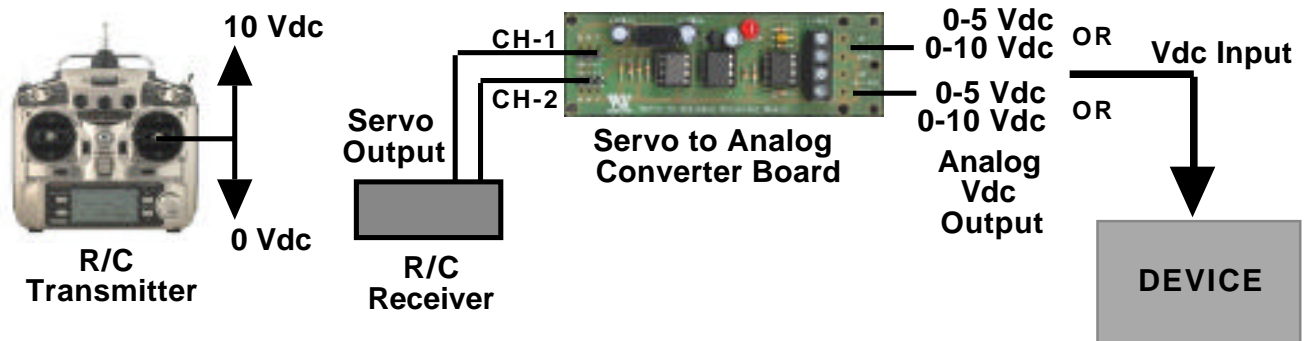 10 Vdc
0 Vdc
R/C
Transmitter
Servo
Output
R/C
Receiver
CH-1
CH-2
Servo to Analog
Converter Board
0-5 Vdc
0-10 Vdc
OR
0-5 Vdc
0-10 Vdc
OR
Analog
Vdc
Output
Vdc Input
DEVICE